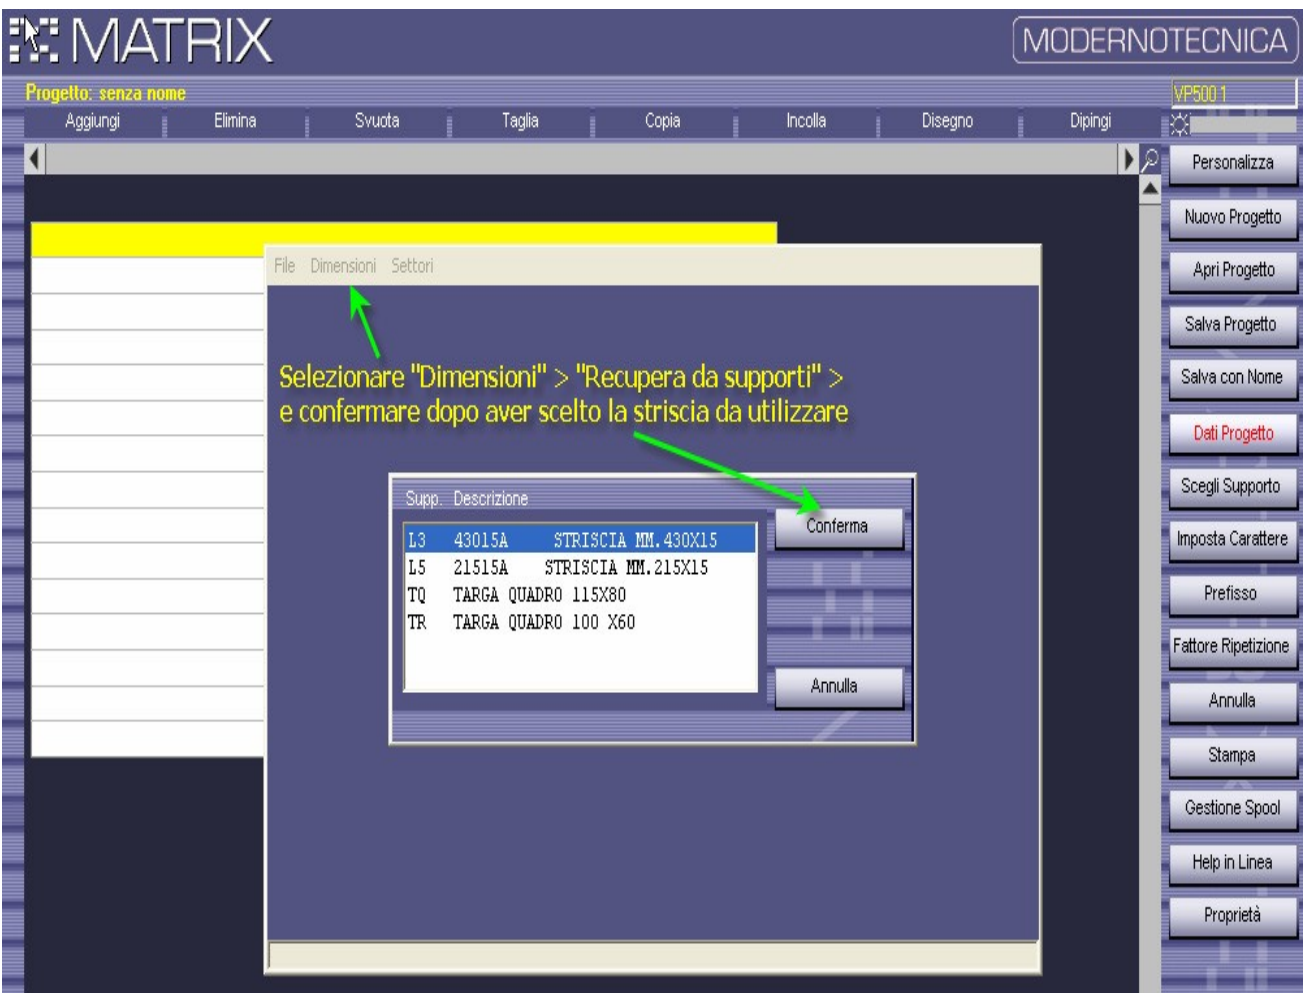 MATRIX
MODERNOTECNICA
Progetto: senza nome
VP500 1
Aggiungi Elimina Svuota Taglia Copia Incolla Disegno Dipingi
Personalizza
Nuovo Progetto
Apri Progetto
Salva Progetto
Salva con Nome
Dati Progetto
Scegli Supporto
Imposta Carattere
Prefisso
Fattore Ripetizione
Annulla
Stampa
Gestione Spool
Help in Linea
Proprietà
File Dimensioni Settori
Selezionare "Dimensioni" > "Recupera da supporti" >
e confermare dopo aver scelto la striscia da utilizzare
Supp. Descrizione
L3 43015A STRISCIA MM.430X15
L5 21515A STRISCIA MM.215X15
TQ TARGA QUADRO 115X80
TR TARGA QUADRO 100 X60
Conferma
Annulla